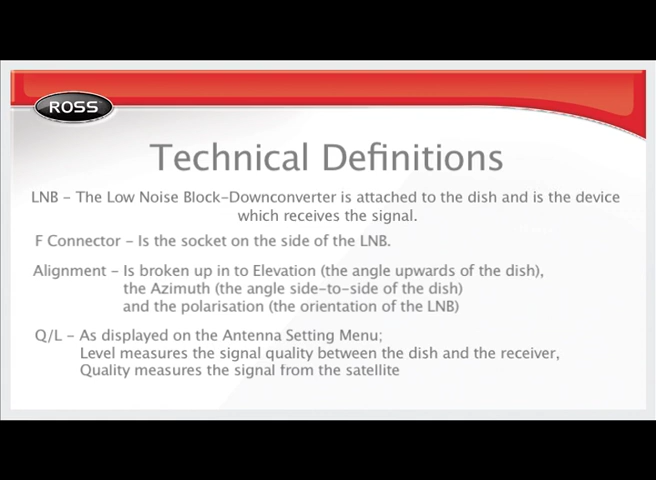 ROSS
Technical Definitions
LNB – The Low Noise Block-Downconverter is attached to the dish and is the device
which receives the signal.
F Connector – Is the socket on the side of the LNB.
Alignment – Is broken up in to Elevation (the angle upwards of the dish),
the Azimuth (the angle side-to-side of the dish)
and the polarisation (the orientation of the LNB)
Q/L – As displayed on the Antenna Setting Menu;
Level measures the signal quality between the dish and the receiver,
Quality measures the signal from the satellite